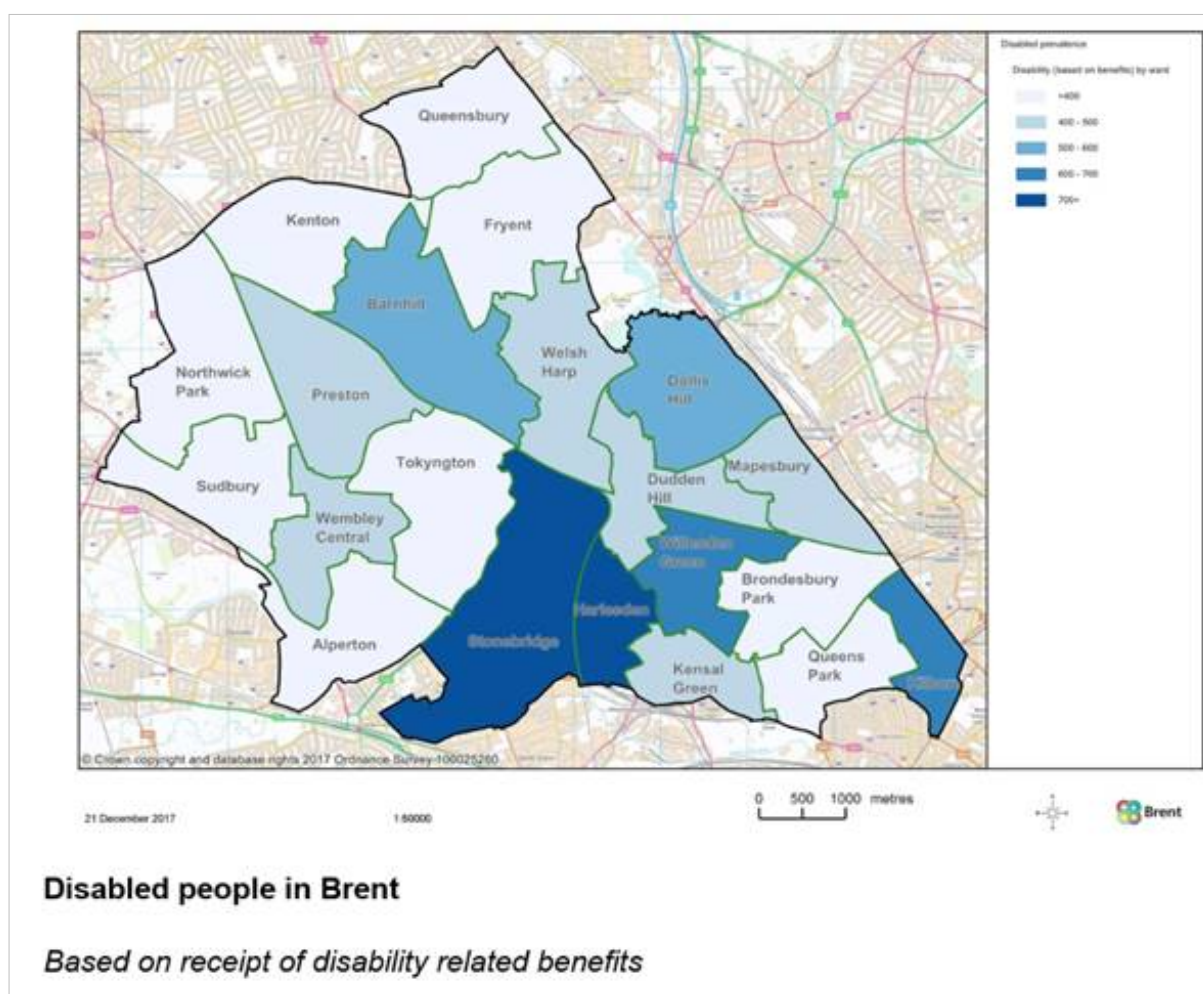 Disabled prevalence
Disability (based on benefits) by ward
400 - 500
500 - 600
600 - 700
700+
Queensbury
Kenton
Fryent
Barnhill
Welsh
Harp
Northwick
Park
Preston
Dollis
Hill
Tokyngton
Mapesbury
Sudbury
Dudden
Hill
Wembley
Central
Willesden
Green
Brondesbury
Park
Harlesden
Alperton
Stonebridge
Queens
Park
Kensal
Green
Kilburn
© Crown copyright and database rights 2017 Ordnance Survey 100025260
0 500 1000 metres
21 December 2017
1:50000
Brent
Disabled people in Brent
Based on receipt of disability related benefits